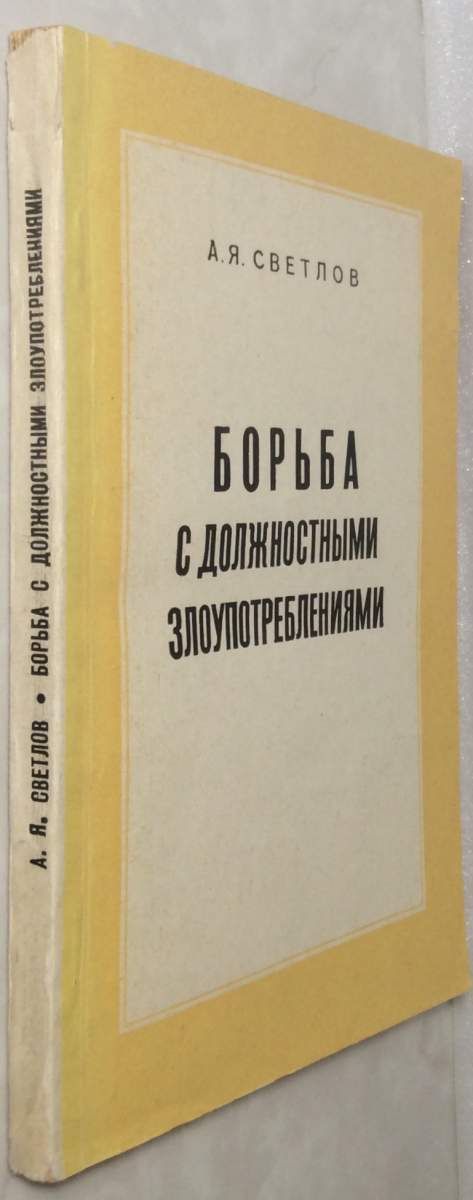 А. Я. СВЕТЛОВ • БОРЬБА С ДОЛЖНОСТНЫМИ ЗЛОУПОТРЕБЛЕНИЯМИ
А.Я. СВЕТЛОВ
БОРЬБА
С ДОЛЖНОСТНЫМИ
ЗЛОУПОТРЕБЛЕНИЯМИ